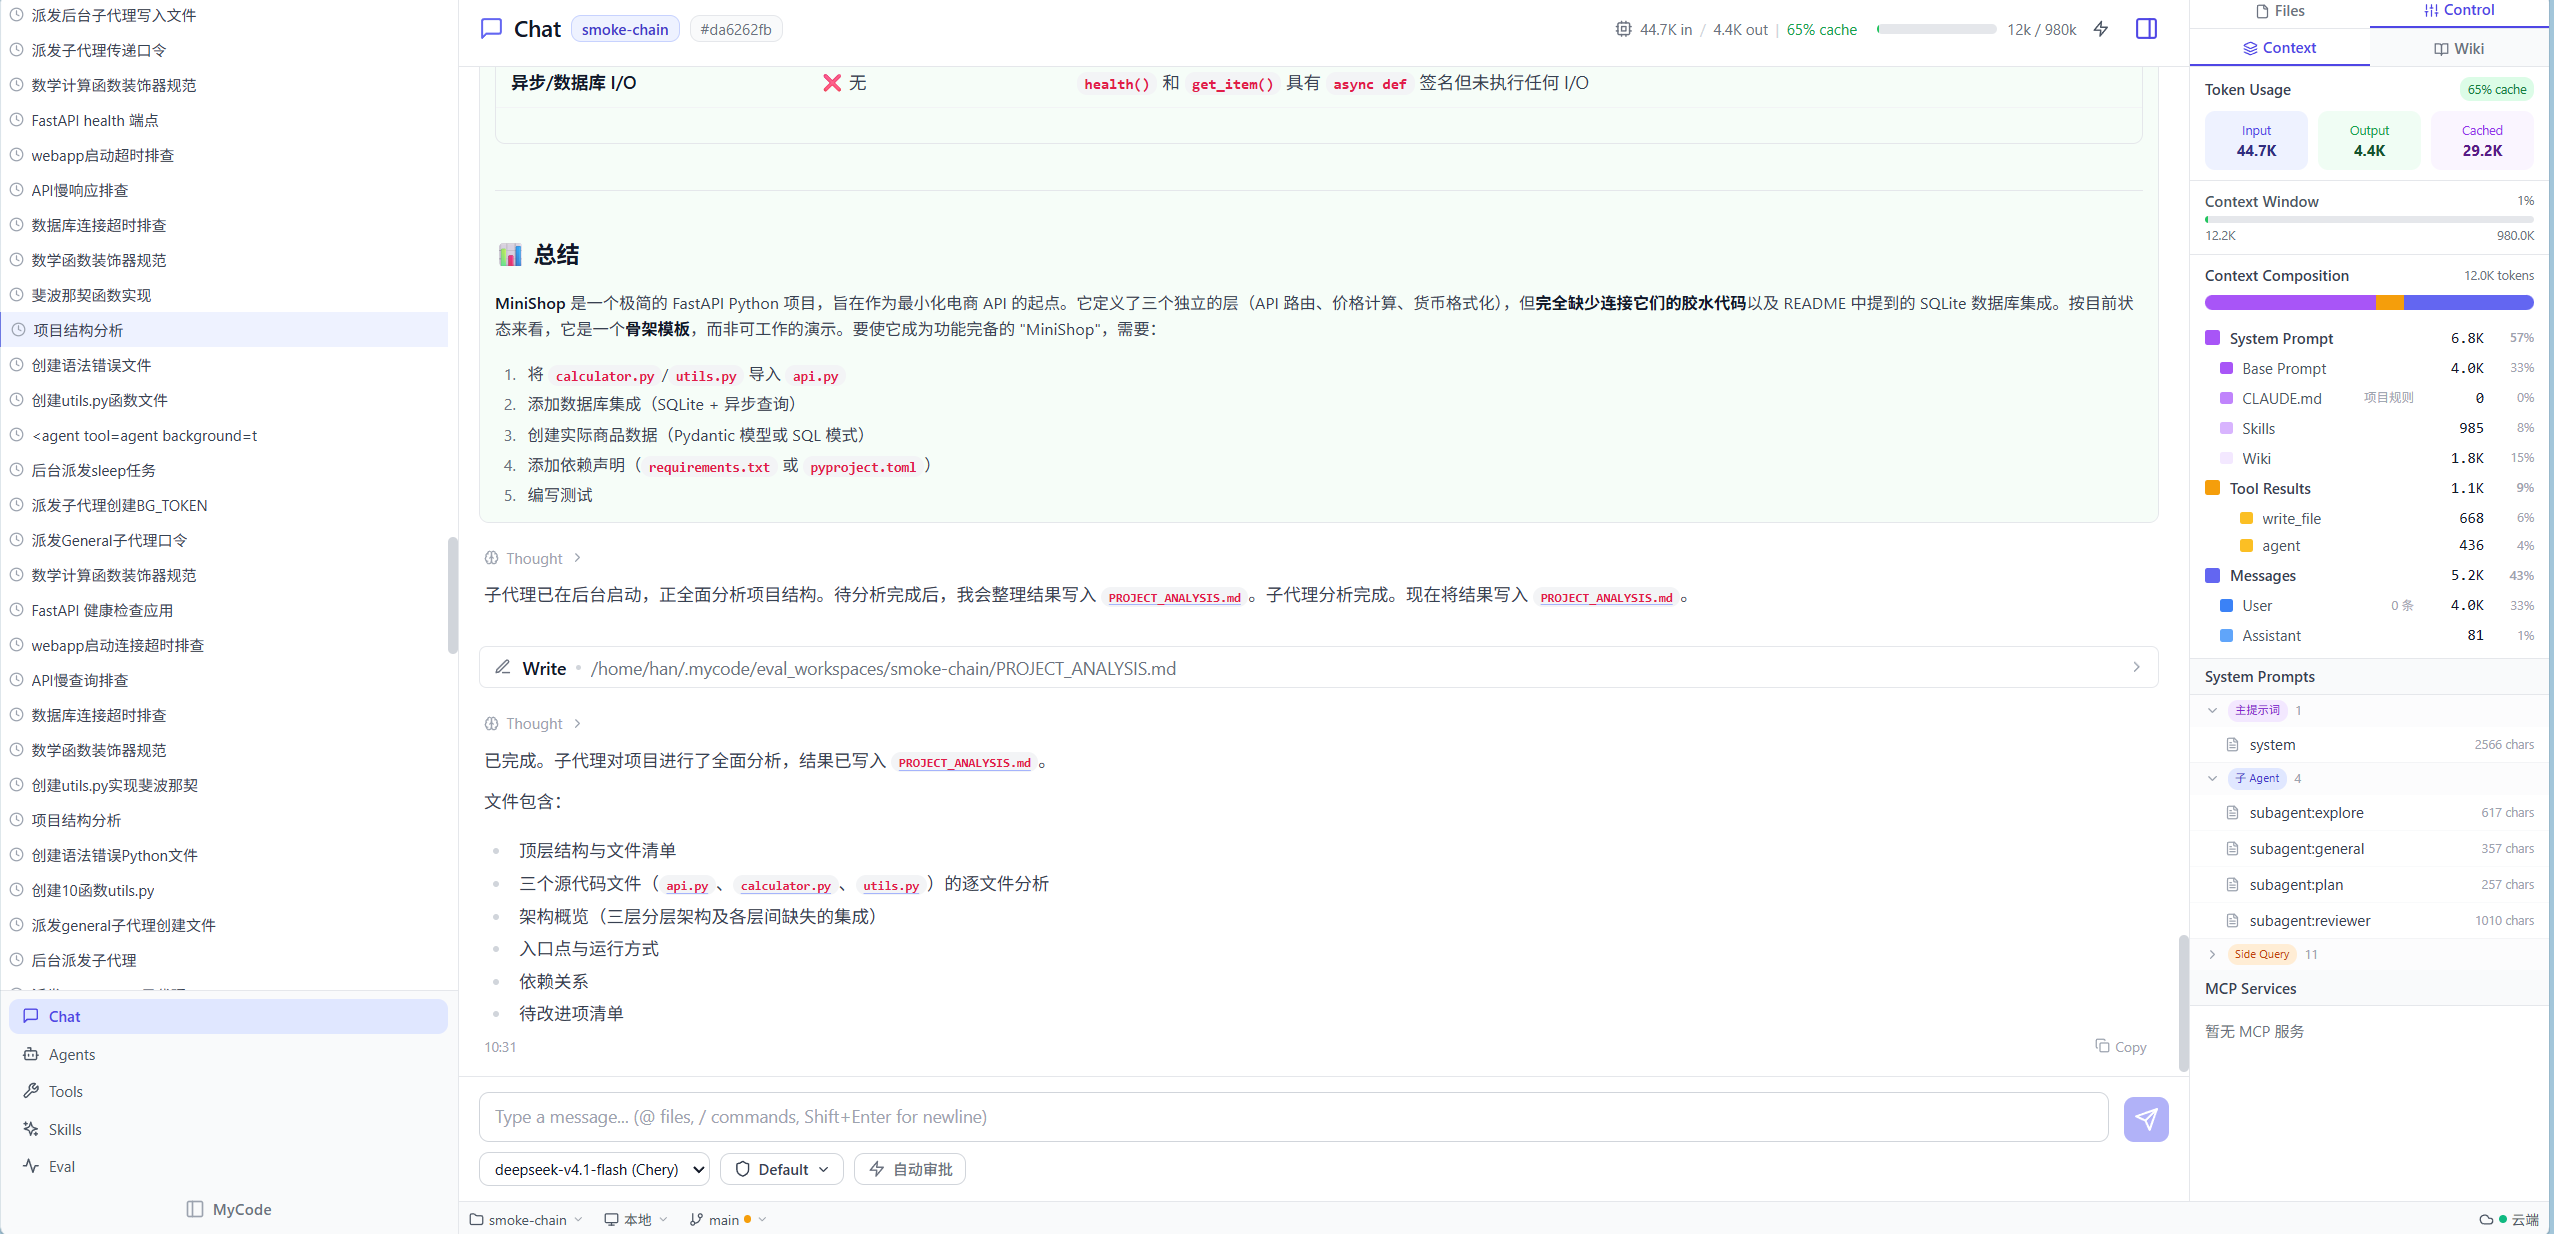 派发后台子代理写入文件
派发子代理传递口令
数学计算函数装饰器规范
FastAPI health 端点
webapp启动超时排查
API慢响应排查
数据库连接超时排查
数学函数装饰器规范
斐波那契函数实现
项目结构分析
创建语法错误文件
创建utils.py函数文件
<agent tool=agent background=t
后台派发sleep任务
派发子代理创建BG_TOKEN
派发General子代理口令
数学计算函数装饰器规范
FastAPI 健康检查应用
webapp启动连接超时排查
API慢查询排查
数据库连接超时排查
数学函数装饰器规范
创建utils.py实现斐波那契
项目结构分析
创建语法错误Python文件
创建10函数utils.py
派发general子代理创建文件
后台派发子代理
Chat
Agents
Tools
Skills
Eval
MyCode
Chat smoke-chain #da6262fb
44.7K in / 4.4K out | 65% cache 12k / 980k
异步/数据库 I/O ❌ 无 health() 和 get_item() 具有 async def 签名但未执行任何 I/O
📊 总结
MiniShop 是一个极简的 FastAPI Python 项目，旨在作为最小化电商 API 的起点。它定义了三个独立的层（API 路由、价格计算、货币格式化），但完全缺少连接它们的胶水代码以及 README 中提到的 SQLite 数据库集成。按目前状
态来看，它是一个骨架模板，而非可工作的演示。要使它成为功能完备的 "MiniShop"，需要：
1. 将 calculator.py / utils.py 导入 api.py
2. 添加数据库集成（SQLite + 异步查询）
3. 创建实际商品数据（Pydantic 模型或 SQL 模式）
4. 添加依赖声明（ requirements.txt 或 pyproject.toml ）
5. 编写测试
Thought
子代理已在后台启动，正全面分析项目结构。待分析完成后，我会整理结果写入 PROJECT_ANALYSIS.md 。子代理分析完成。现在将结果写入 PROJECT_ANALYSIS.md 。
Write • /home/han/.mycode/eval_workspaces/smoke-chain/PROJECT_ANALYSIS.md
Thought
已完成。子代理对项目进行了全面分析，结果已写入 PROJECT_ANALYSIS.md 。
文件包含：
• 顶层结构与文件清单
• 三个源代码文件（ api.py 、 calculator.py 、 utils.py ）的逐文件分析
• 架构概览（三层分层架构及各层间缺失的集成）
• 入口点与运行方式
• 依赖关系
• 待改进项清单
10:31
Copy
Type a message... (@ files, / commands, Shift+Enter for newline)
deepseek-v4.1-flash (Chery) Default 自动审批
smoke-chain 本地 main
云端
Files Control
Context Wiki
Token Usage 65% cache
Input Output Cached
44.7K 4.4K 29.2K
Context Window 1%
12.2K 980.0K
Context Composition 12.0K tokens
System Prompt 6.8K 57%
Base Prompt 4.0K 33%
CLAUDE.md 项目规则 0 0%
Skills 985 8%
Wiki 1.8K 15%
Tool Results 1.1K 9%
write_file 668 6%
agent 436 4%
Messages 5.2K 43%
User 0 条 4.0K 33%
Assistant 81 1%
System Prompts
主提示词 1
system 2566 chars
子 Agent 4
subagent:explore 617 chars
subagent:general 357 chars
subagent:plan 257 chars
subagent:reviewer 1010 chars
Side Query 11
MCP Services
暂无 MCP 服务